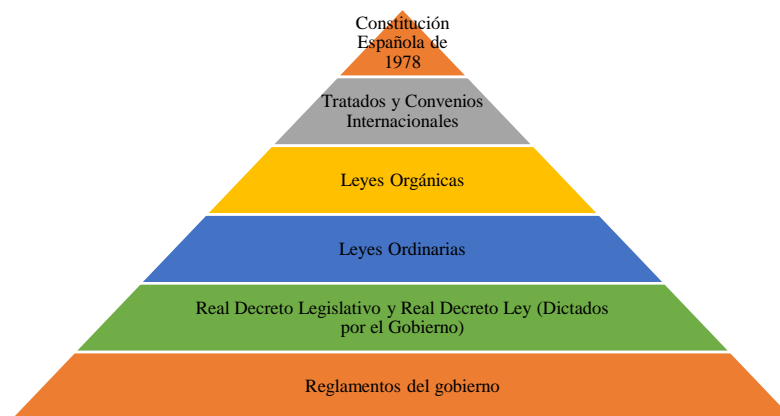 Constitución
Española de
1978
Tratados y Convenios
Internacionales
Leyes Orgánicas
Leyes Ordinarias
Real Decreto Legislativo y Real Decreto Ley (Dictados
por el Gobierno)
Reglamentos del gobierno